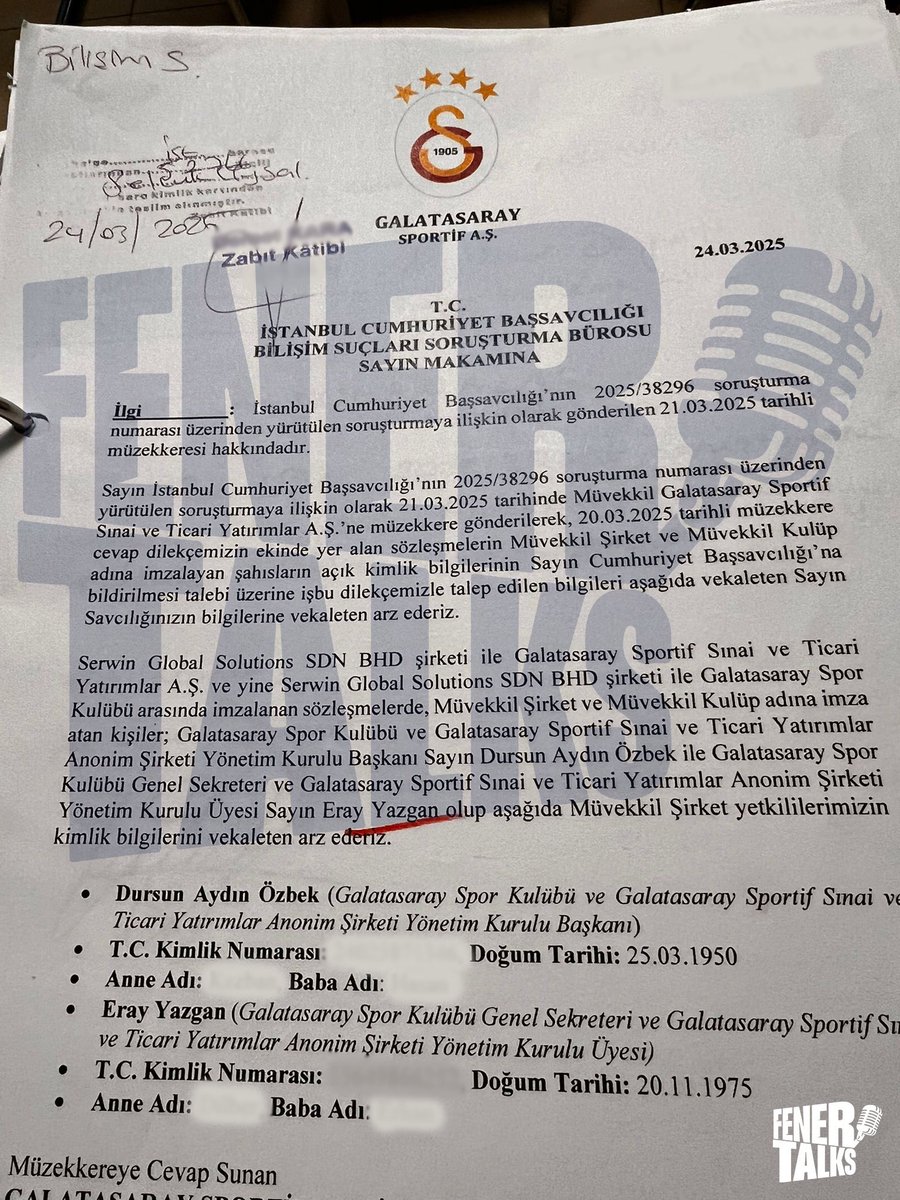 Bilisim S.
24/03/2025
Zabıt Katibi
1905
GALATASARAY
SPORTİF A.Ş.
24.03.2025
T.C.
İSTANBUL CUMHURİYET BAŞSAVCILIĞI
BİLİŞİM SUÇLARI SORUŞTURMA BÜROSU
SAYIN MAKAMINA
İlgi : İstanbul Cumhuriyet Başsavcılığı'nın 2025/38296 soruşturma
numarası üzerinden yürütülen soruşturmaya ilişkin olarak gönderilen 21.03.2025 tarihli
müzekkeresi hakkındadır.
Sayın İstanbul Cumhuriyet Başsavcılığı'nın 2025/38296 soruşturma numarası üzerinden
yürütülen soruşturmaya ilişkin olarak 21.03.2025 tarihinde Müvekkil Galatasaray Sportif
Sınai ve Ticari Yatırımlar A.Ş.'ne müzekkere gönderilerek, 20.03.2025 tarihli müzekkere
cevap dilekçemizin ekinde yer alan sözleşmelerin Müvekkil Şirket ve Müvekkil Kulüp
adına imzalayan şahısların açık kimlik bilgilerinin Sayın Cumhuriyet Başsavcılığı'na
bildirilmesi talebi üzerine işbu dilekçemizle talep edilen bilgileri aşağıda vekaleten Sayın
Savcılığınızın bilgilerine vekaleten arz ederiz.
Serwin Global Solutions SDN BHD şirketi ile Galatasaray Sportif Sınai ve Ticari
Yatırımlar A.Ş. ve yine Serwin Global Solutions SDN BHD şirketi ile Galatasaray Spor
Kulübü arasında imzalanan sözleşmelerde, Müvekkil Şirket ve Müvekkil Kulüp adına imza
atan kişiler; Galatasaray Spor Kulübü ve Galatasaray Sportif Sınai ve Ticari Yatırımlar
Anonim Şirketi Yönetim Kurulu Başkanı Sayın Dursun Aydın Özbek ile Galatasaray Spor
Kulübü Genel Sekreteri ve Galatasaray Sportif Sınai ve Ticari Yatırımlar Anonim Şirketi
Yönetim Kurulu Üyesi Sayın Eray Yazgan olup aşağıda Müvekkil Şirket yetkililerimizin
kimlik bilgilerini vekaleten arz ederiz.
• Dursun Aydın Özbek (Galatasaray Spor Kulübü ve Galatasaray Sportif Sınai ve
Ticari Yatırımlar Anonim Şirketi Yönetim Kurulu Başkanı)
• T.C. Kimlik Numarası Doğum Tarihi: 25.03.1950
• Anne Adı: Baba Adı:
• Eray Yazgan (Galatasaray Spor Kulübü Genel Sekreteri ve Galatasaray Sportif Sı
ve Ticari Yatırımlar Anonim Şirketi Yönetim Kurulu Üyesi)
• T.C. Kimlik Numarası: Doğum Tarihi: 20.11.1975
• Anne Adı: Baba Adı:
Müzekkereye Cevap Sunan
GALATASARAY SPORTİ
FENER
TALKS
FENER
TALKS